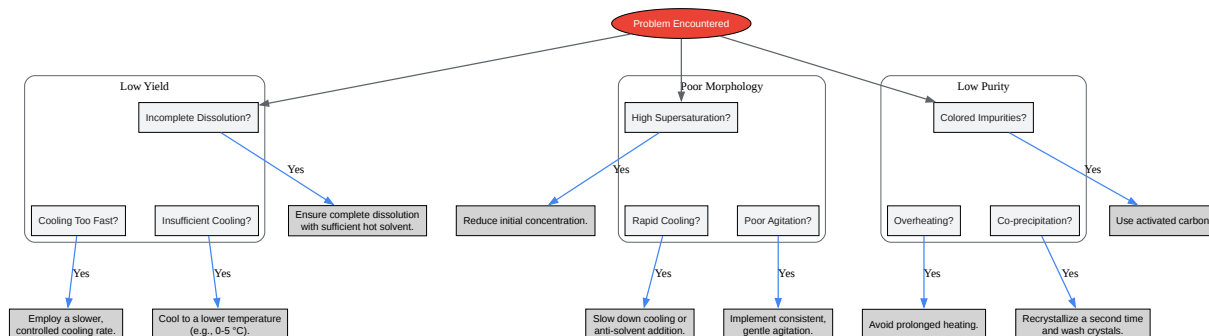 Problem Encountered
Low Yield
Poor Morphology
Low Purity
Incomplete Dissolution?
High Supersaturation?
Colored Impurities?
Yes
Yes
Yes
Cooling Too Fast?
Insufficient Cooling?
Ensure complete dissolution
with sufficient hot solvent.
Reduce initial concentration.
Rapid Cooling?
Poor Agitation?
Overheating?
Co-precipitation?
Use activated carbon
Yes
Yes
Yes
Yes
Yes
Yes
Employ a slower,
controlled cooling rate.
Cool to a lower temperature
(e.g., 0-5 °C).
Slow down cooling or
anti-solvent addition.
Implement consistent,
gentle agitation.
Avoid prolonged heating.
Recrystallize a second time
and wash crystals.